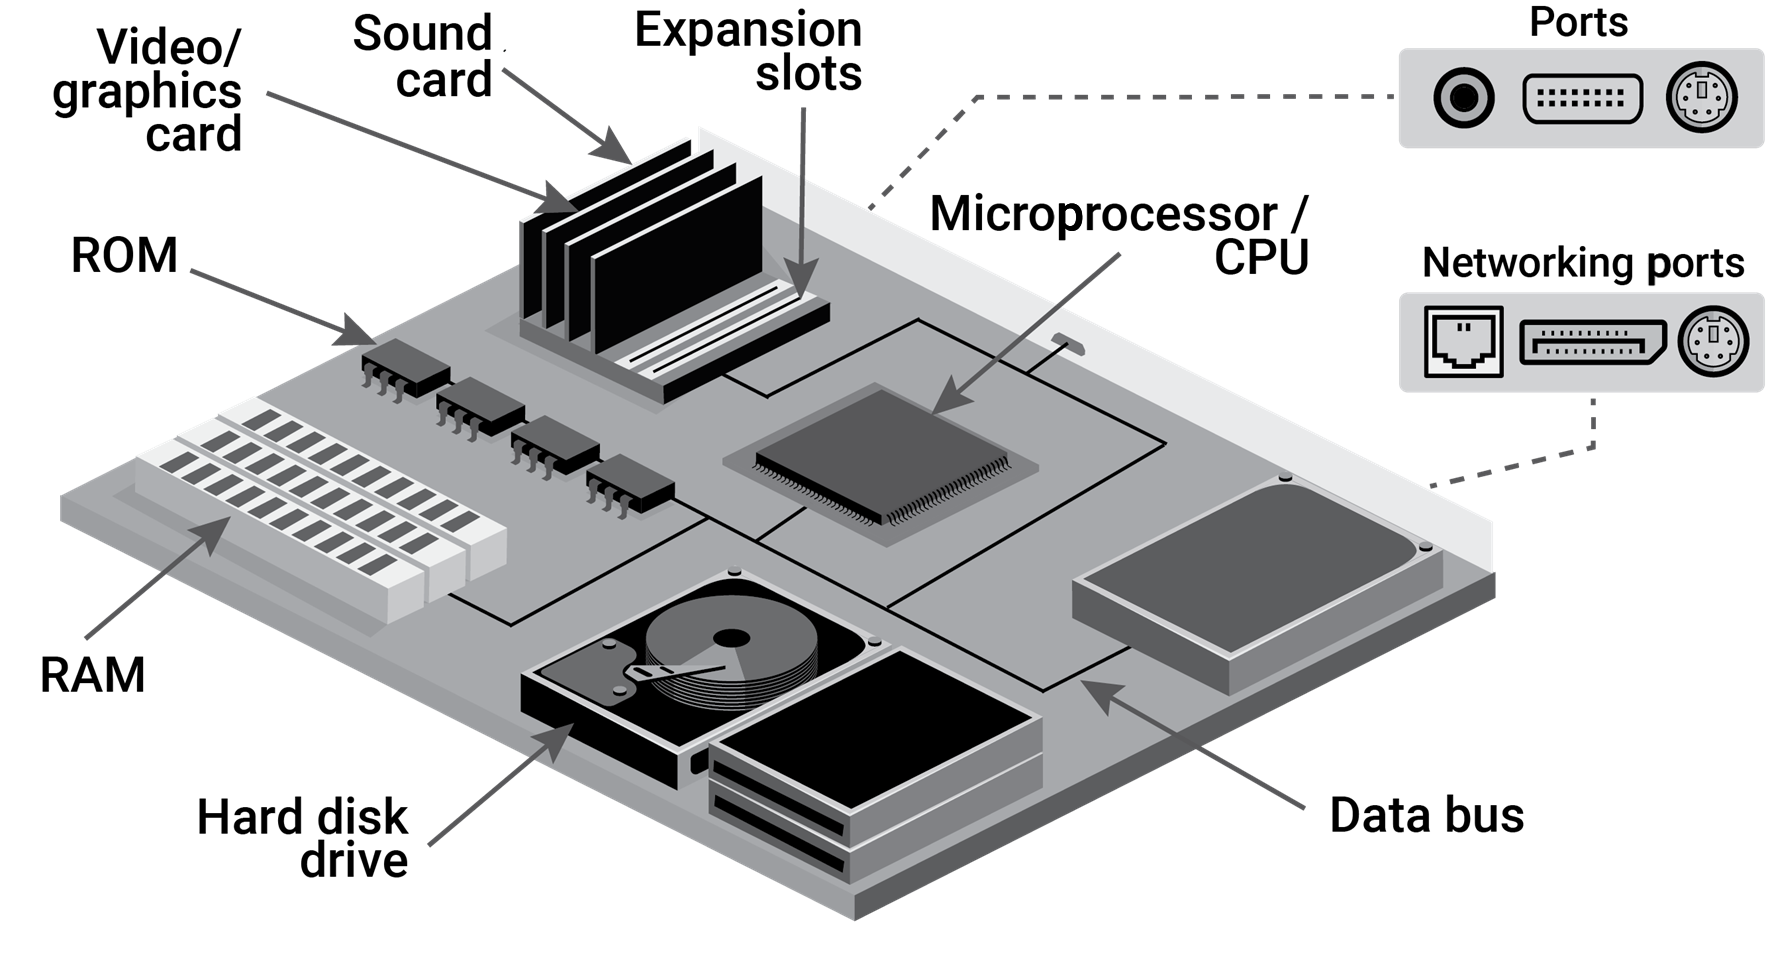 Video/
graphics
card
Sound
card
Expansion
slots
Ports
Microprocessor /
CPU
ROM
Networking ports
RAM
Hard disk
drive
Data bus